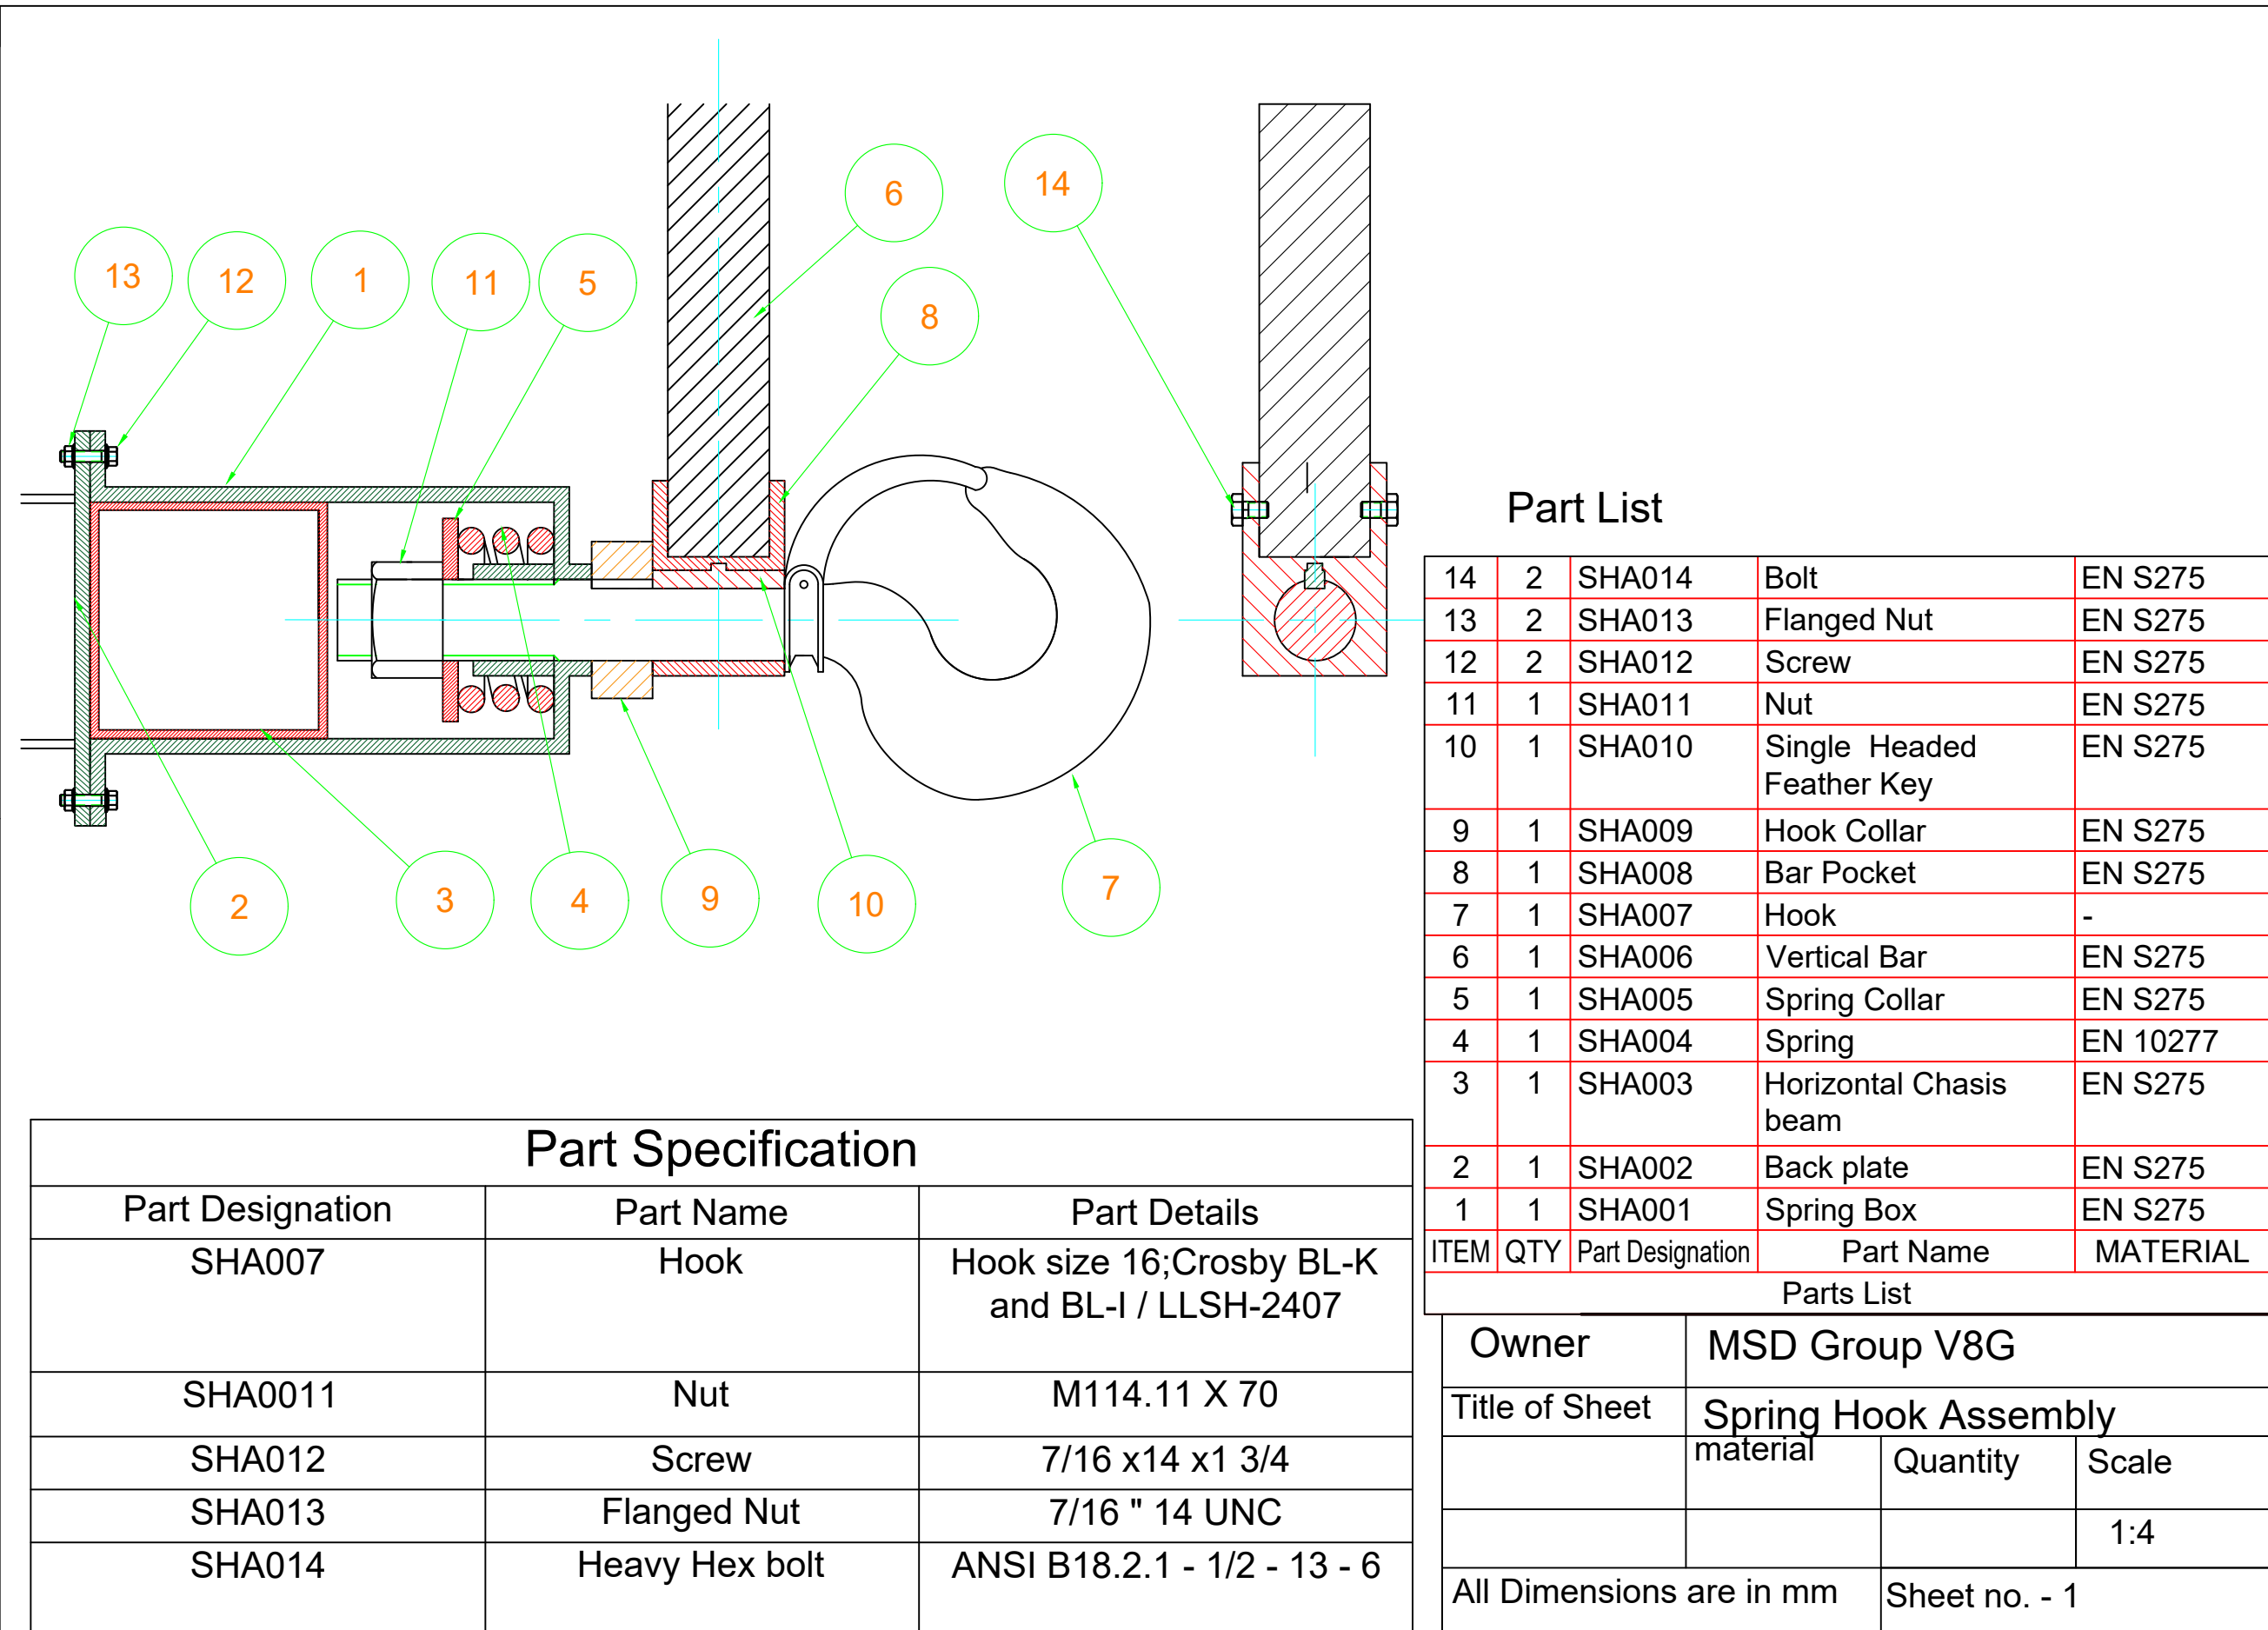 6
14
13
12
1
11
5
8
2
3
4
9
10
7
Part List
14 2 SHA014 Bolt EN S275
13 2 SHA013 Flanged Nut EN S275
12 2 SHA012 Screw EN S275
11 1 SHA011 Nut EN S275
10 1 SHA010 Single Headed EN S275
Feather Key
9 1 SHA009 Hook Collar EN S275
8 1 SHA008 Bar Pocket EN S275
7 1 SHA007 Hook -
6 1 SHA006 Vertical Bar EN S275
5 1 SHA005 Spring Collar EN S275
4 1 SHA004 Spring EN 10277
3 1 SHA003 Horizontal Chasis EN S275
beam
2 1 SHA002 Back plate EN S275
1 1 SHA001 Spring Box EN S275
ITEM QTY Part Designation Part Name MATERIAL
Parts List
Part Specification
Part Designation Part Name Part Details
SHA007 Hook Hook size 16;Crosby BL-K
and BL-I / LLSH-2407
SHA0011 Nut M114.11 X 70
SHA012 Screw 7/16 x14 x1 3/4
SHA013 Flanged Nut 7/16 " 14 UNC
SHA014 Heavy Hex bolt ANSI B18.2.1 - 1/2 - 13 - 6
Owner MSD Group V8G
Title of Sheet Spring Hook Assembly
material Quantity Scale
1:4
All Dimensions are in mm Sheet no. - 1